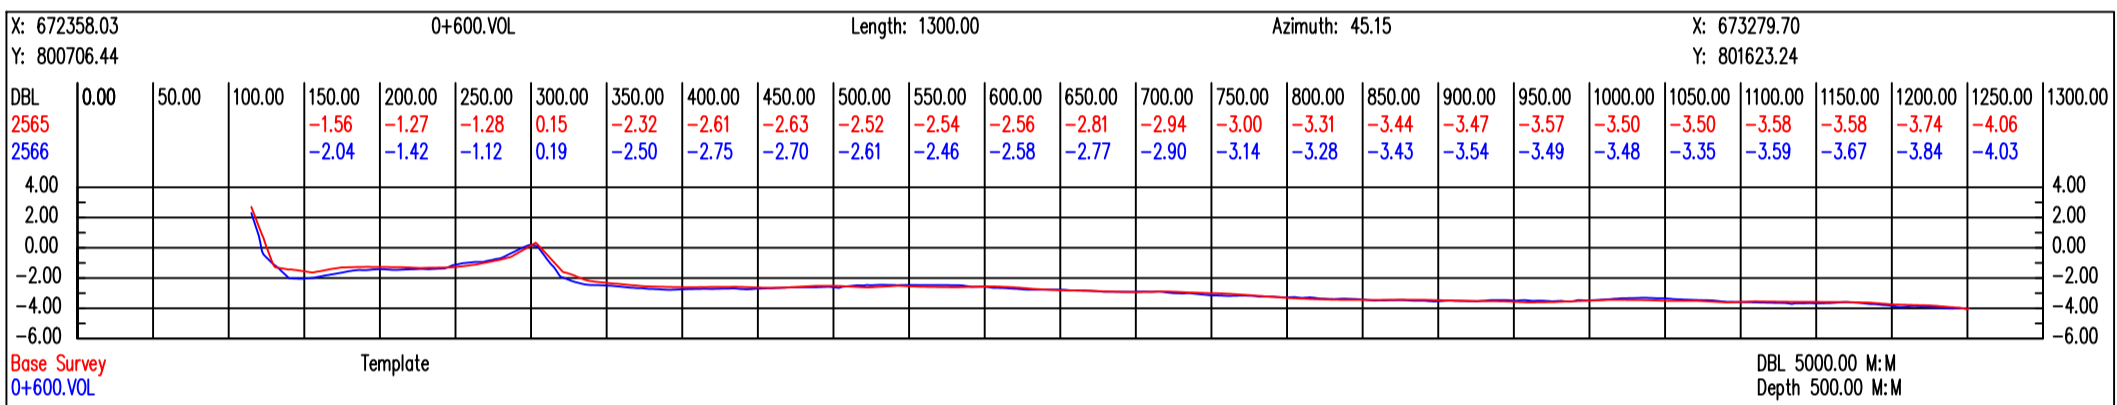 X: 672358.03 0+600.VOL Length: 1300.00 Azimuth: 45.15 X: 673279.70
Y: 800706.44 Y: 801623.24
DBL 0.00 50.00 100.00 150.00 200.00 250.00 300.00 350.00 400.00 450.00 500.00 550.00 600.00 650.00 700.00 750.00 800.00 850.00 900.00 950.00 1000.00 1050.00 1100.00 1150.00 1200.00 1250.00 1300.00
2565 -1.56 -1.27 -1.28 0.15 -2.32 -2.61 -2.63 -2.52 -2.54 -2.56 -2.81 -2.94 -3.00 -3.31 -3.44 -3.47 -3.57 -3.50 -3.50 -3.58 -3.58 -3.74 -4.06
2566 -2.04 -1.42 -1.12 0.19 -2.50 -2.75 -2.70 -2.61 -2.46 -2.58 -2.77 -2.90 -3.14 -3.28 -3.43 -3.54 -3.49 -3.48 -3.35 -3.59 -3.67 -3.84 -4.03
4.00 4.00
2.00 2.00
0.00 0.00
-2.00 -2.00
-4.00 -4.00
-6.00 -6.00
Base Survey Template DBL 5000.00 M:M
0+600.VOL Depth 500.00 M:M